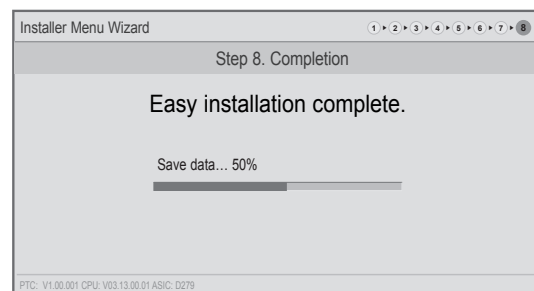 Installer Menu Wizard
1 2 3 4 5 6 7 8
Step 8. Completion
Easy installation complete.
Save data... 50%
PTC: V1.00.001 CPU: V03.13.00.01 ASIC: D279